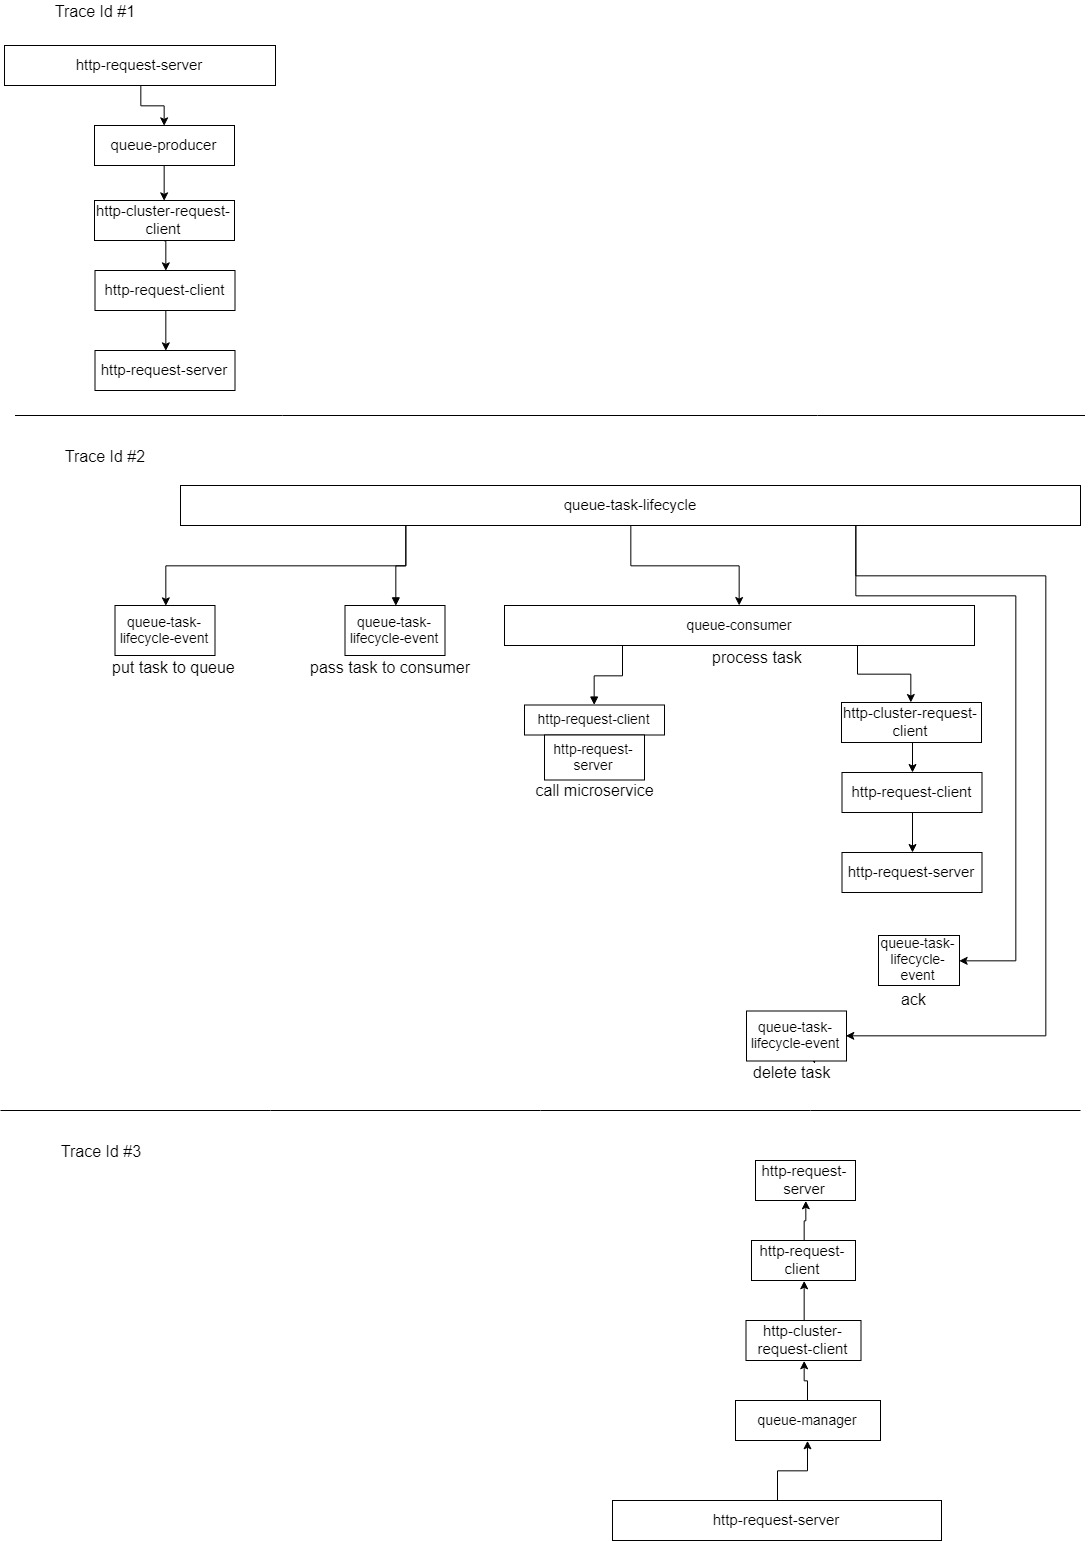 Trace Id #1
http-request-server
queue-producer
http-cluster-request-
client
http-request-client
http-request-server
Trace Id #2
queue-task-lifecycle
queue-task-
lifecycle-event
put task to queue
queue-task-
lifecycle-event
pass task to consumer
queue-consumer
process task
http-request-client
http-request-
server
call microservice
http-cluster-request-
client
http-request-client
http-request-server
queue-task-
lifecycle-
event
ack
queue-task-
lifecycle-event
delete task
Trace Id #3
http-request-
server
http-request-
client
http-cluster-
request-client
queue-manager
http-request-server